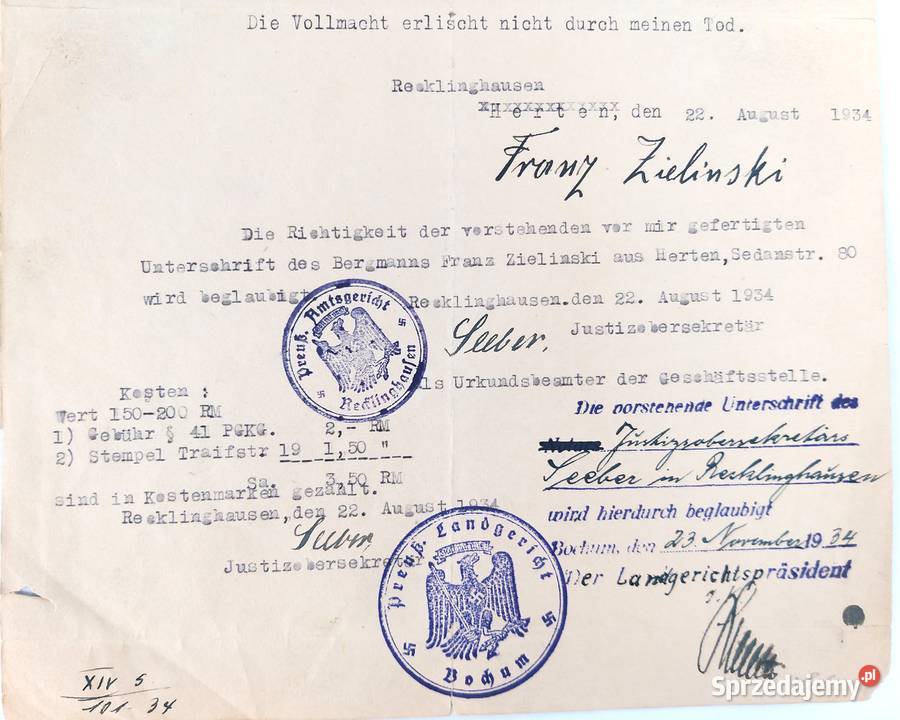 Die Vollmacht erlischt nicht durch meinen Tod.
Recklinghausen
xxxxxxxxxxxxx
Herten, den 22. August 1934
Franz Zielinski
Die Richtigkeit der vorstehenden vor mir gefertigten
Unterschrift des Bergmanns Franz Zielinski aus Herten,Sedanstr. 80
wird beglaubigt
Recklinghausen.den 22. August 1934
Seeber,
Justizobersekretär
als Urkundsbeamter der Geschäftsstelle.
Preuß. Amtsgericht
Recklinghausen
Kosten :
Wert 150-200 RM
1) Gebühr § 41 PGKG. 2,- RM
2) Stempel Traifstr 19 1,50 "
Sa. 3,50 RM
sind in Kostenmarken gezahlt.
Recklinghausen,den 22. August 1934
Seeber,
Justizobersekretär
Die vorstehende Unterschrift des
Notars Justizobersekretärs
Seeber in Recklinghausen
wird hierdurch beglaubigt
Bochum, den 23 November 1934
Der Landgerichtspräsident
Preuß. Landgericht
Bochum
XIV 5
101 34
Sprzedajemy.pl